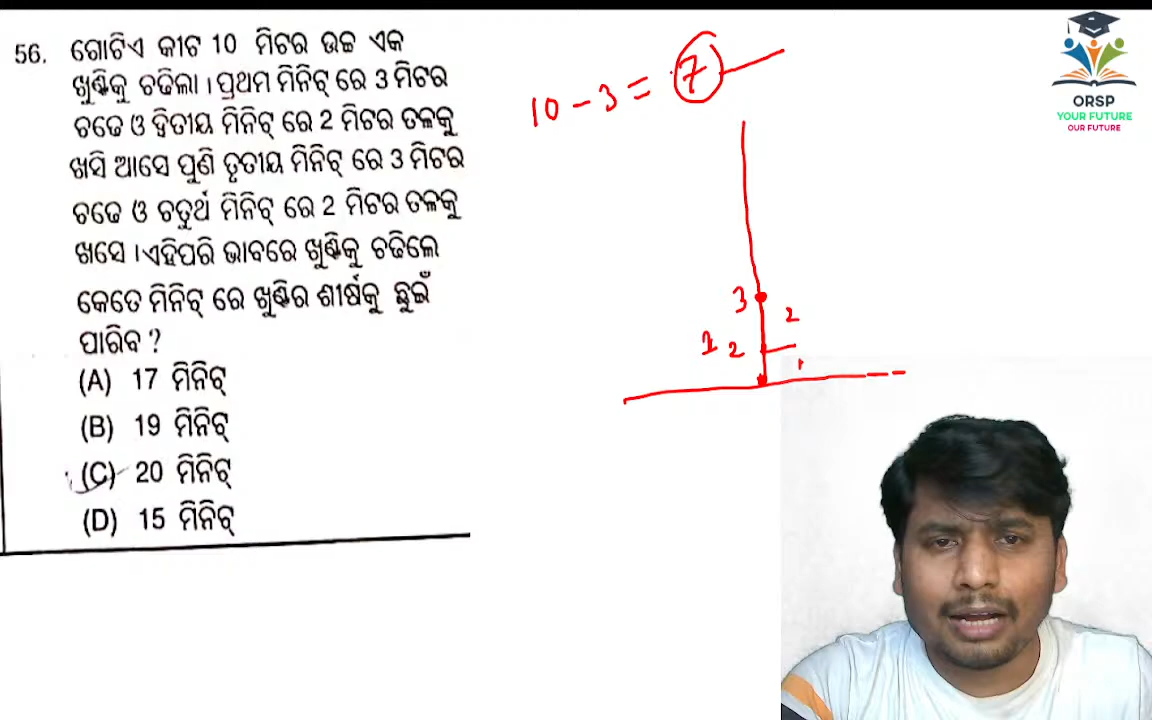 56. ଗୋଟିଏ କୀଟ 10 ମିଟର ଉଚ୍ଚ ଏକ
ଖୁଣ୍ଟିକୁ ଚଢିଲା । ପ୍ରଥମ ମିନିଟ୍ ରେ 3 ମିଟର
ଚଢେ ଓ ଦ୍ଵିତୀୟ ମିନିଟ୍ ରେ 2 ମିଟର ତଳକୁ
ଖସି ଆସେ ପୁଣି ତୃତୀୟ ମିନିଟ୍ ରେ 3 ମିଟର
ଚଢେ ଓ ଚତୁର୍ଥ ମିନିଟ୍ ରେ 2 ମିଟର ତଳକୁ
ଖସେ । ଏହିପରି ଭାବରେ ଖୁଣ୍ଟିକୁ ଚଢିଲେ
କେତେ ମିନିଟ୍ ରେ ଖୁଣ୍ଟିର ଶୀର୍ଷକୁ ଛୁଇଁ
ପାରିବ ?
(A) 17 ମିନିଟ୍
(B) 19 ମିନିଟ୍
(C) 20 ମିନିଟ୍
(D) 15 ମିନିଟ୍
10 - 3 = 7
3
2
2
1
ORSP
YOUR FUTURE
OUR FUTURE